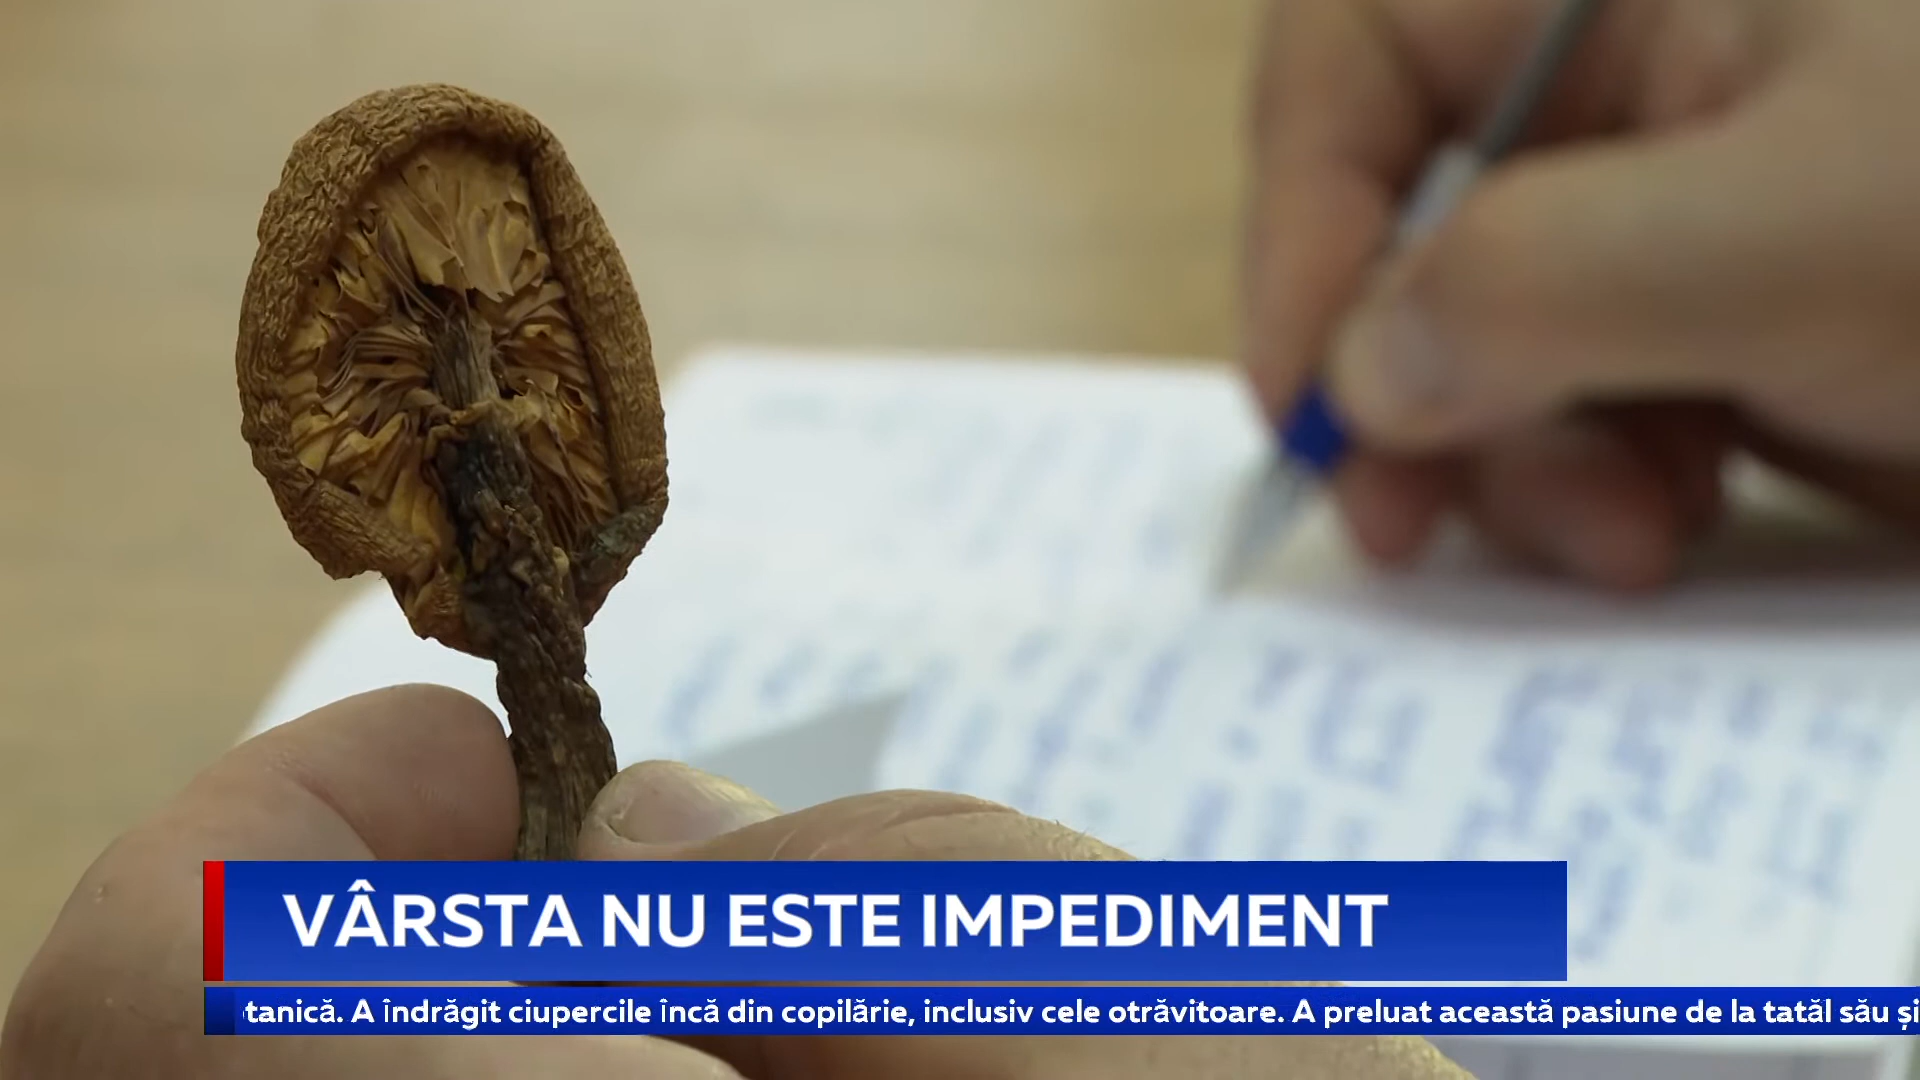 VÂRSTA NU ESTE IMPEDIMENT
tanică. A îndrăgit ciupercile încă din copilărie, inclusiv cele otrăvitoare. A preluat această pasiune de la tatăl său și